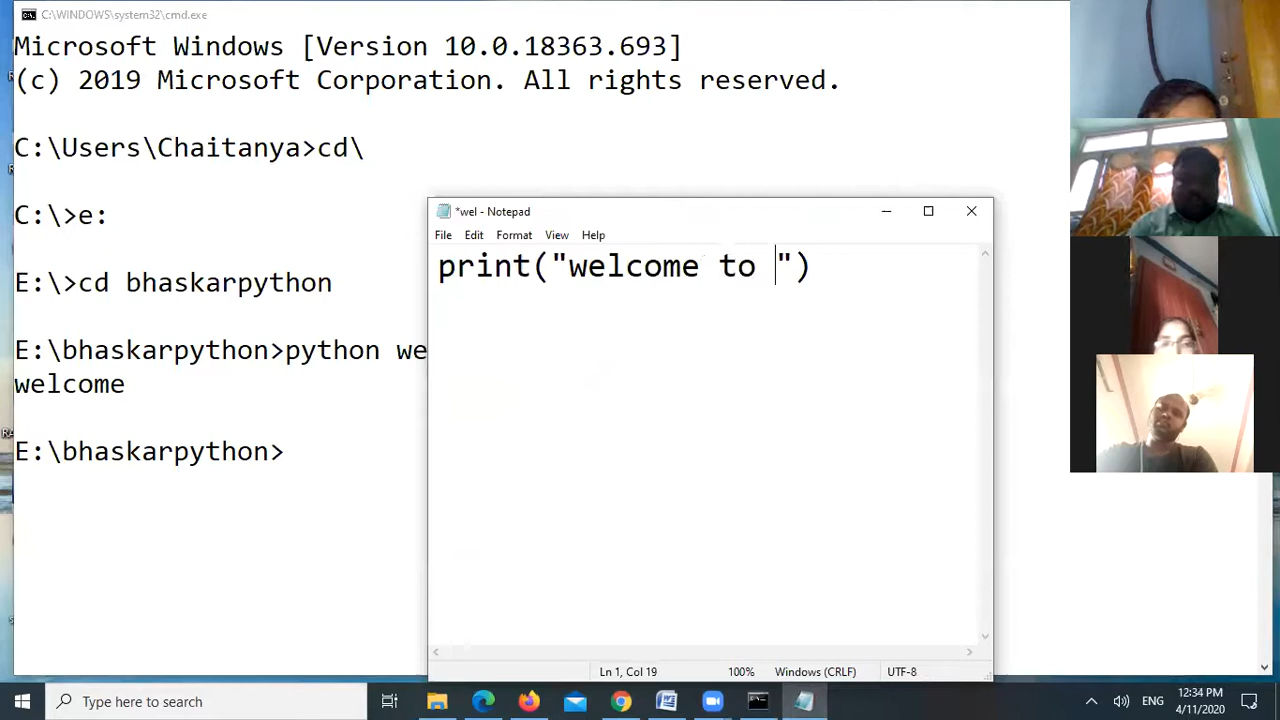 C:\WINDOWS\system32\cmd.exe
Microsoft Windows [Version 10.0.18363.693]
(c) 2019 Microsoft Corporation. All rights reserved.
C:\Users\Chaitanya>cd\
C:\>e:
E:\>cd bhaskarpython
E:\bhaskarpython>python we
welcome
E:\bhaskarpython>
*wel - Notepad
File Edit Format View Help
print("welcome to ")
Ln 1, Col 19 100% Windows (CRLF) UTF-8
Type here to search
ENG
12:34 PM
4/11/2020